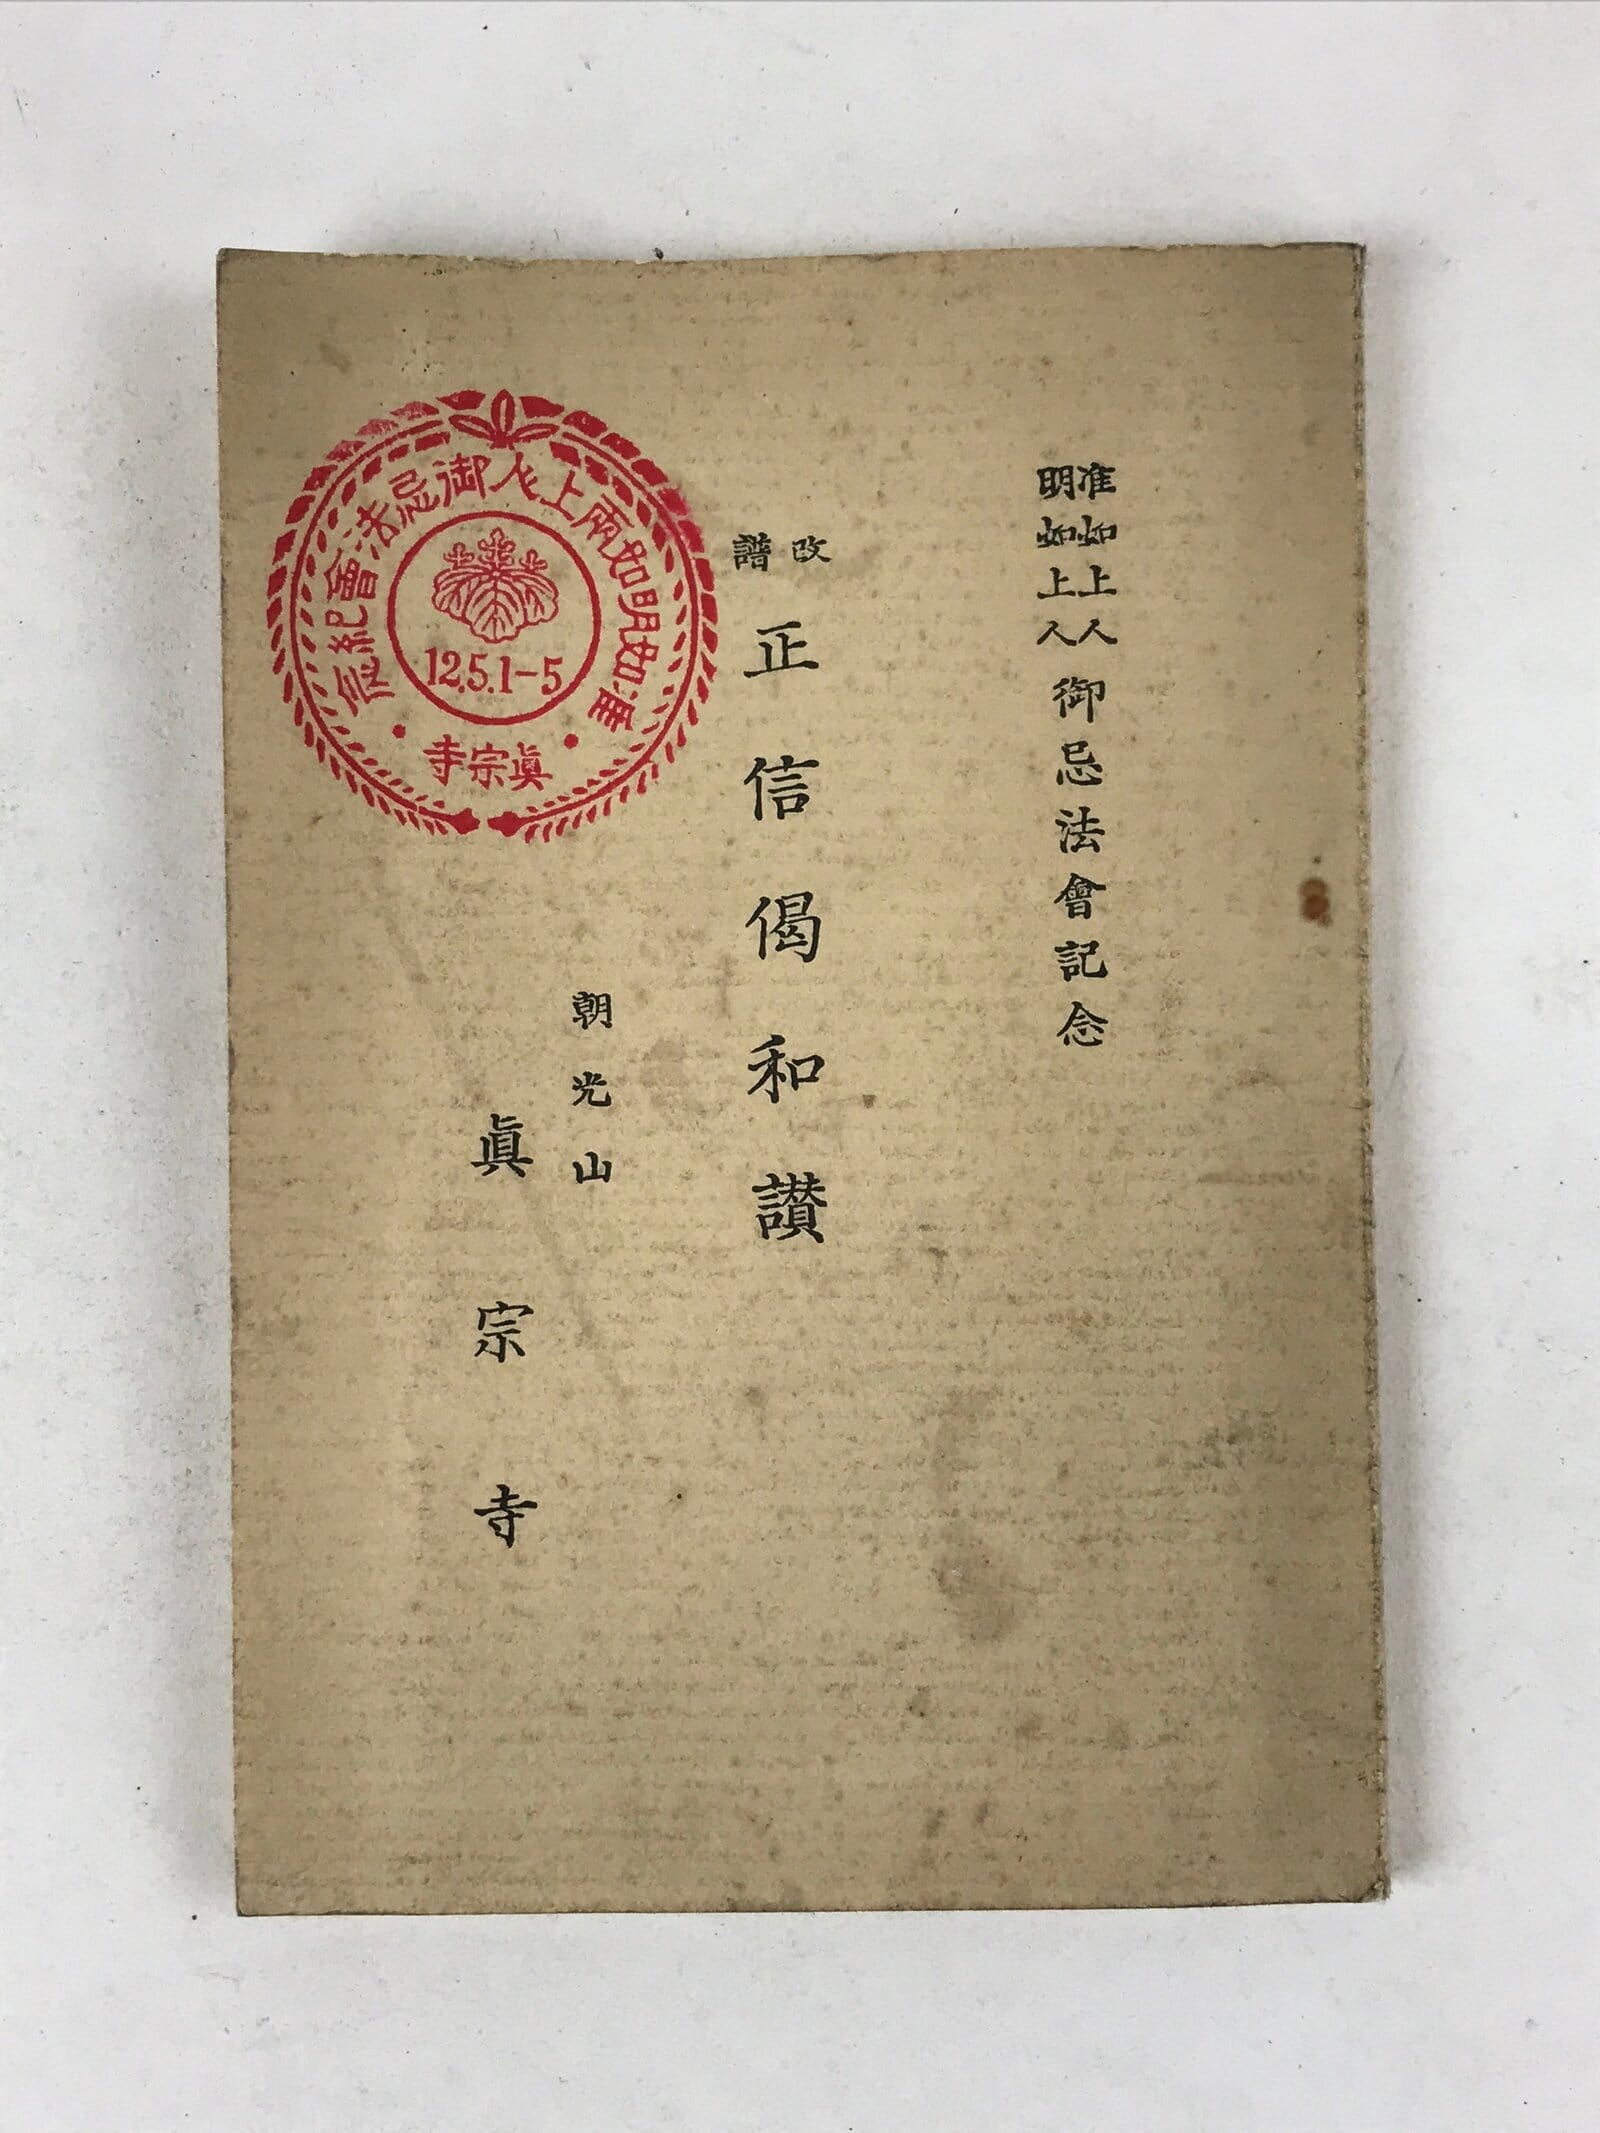 准如上人
明如上人
御忌法會記念
改譜
正信偈和讃
朝光山
眞宗寺
準如明如兩上人御忌法會紀念
12.5.1-5
眞宗寺